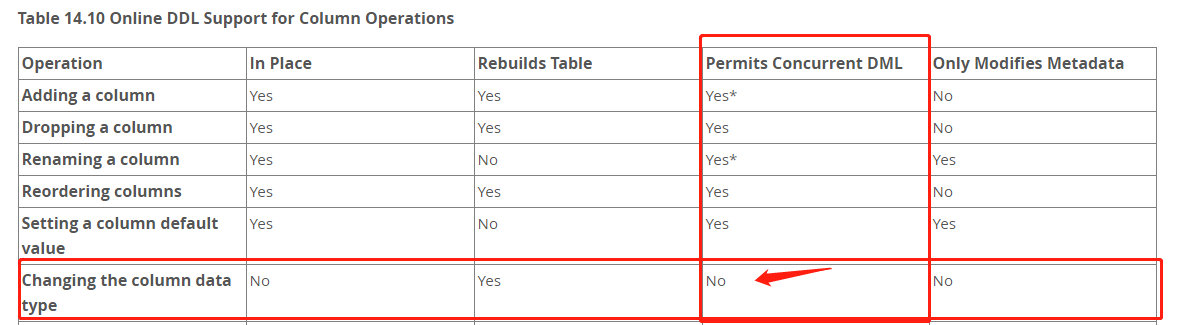 Table 14.10 Online DDL Support for Column Operations
Operation In Place Rebuilds Table Permits Concurrent DML Only Modifies Metadata
Adding a column Yes Yes Yes* No
Dropping a column Yes Yes Yes No
Renaming a column Yes No Yes* Yes
Reordering columns Yes Yes Yes No
Setting a column default Yes No Yes Yes
value
Changing the column data No Yes No No
type